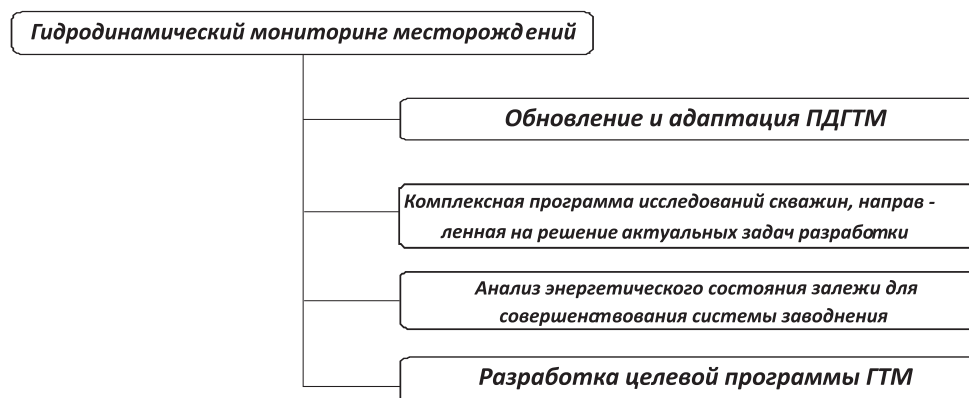 Гидродинамический мониторинг месторождений
Обновление и адаптация ПДГТМ
Комплексная программа исследований скважин, направ -
ленная на решение актуальных задач разработки
Анализ энергетического состояния залежи для
совершенствования системы заводнения
Разработка целевой программы ГТМ